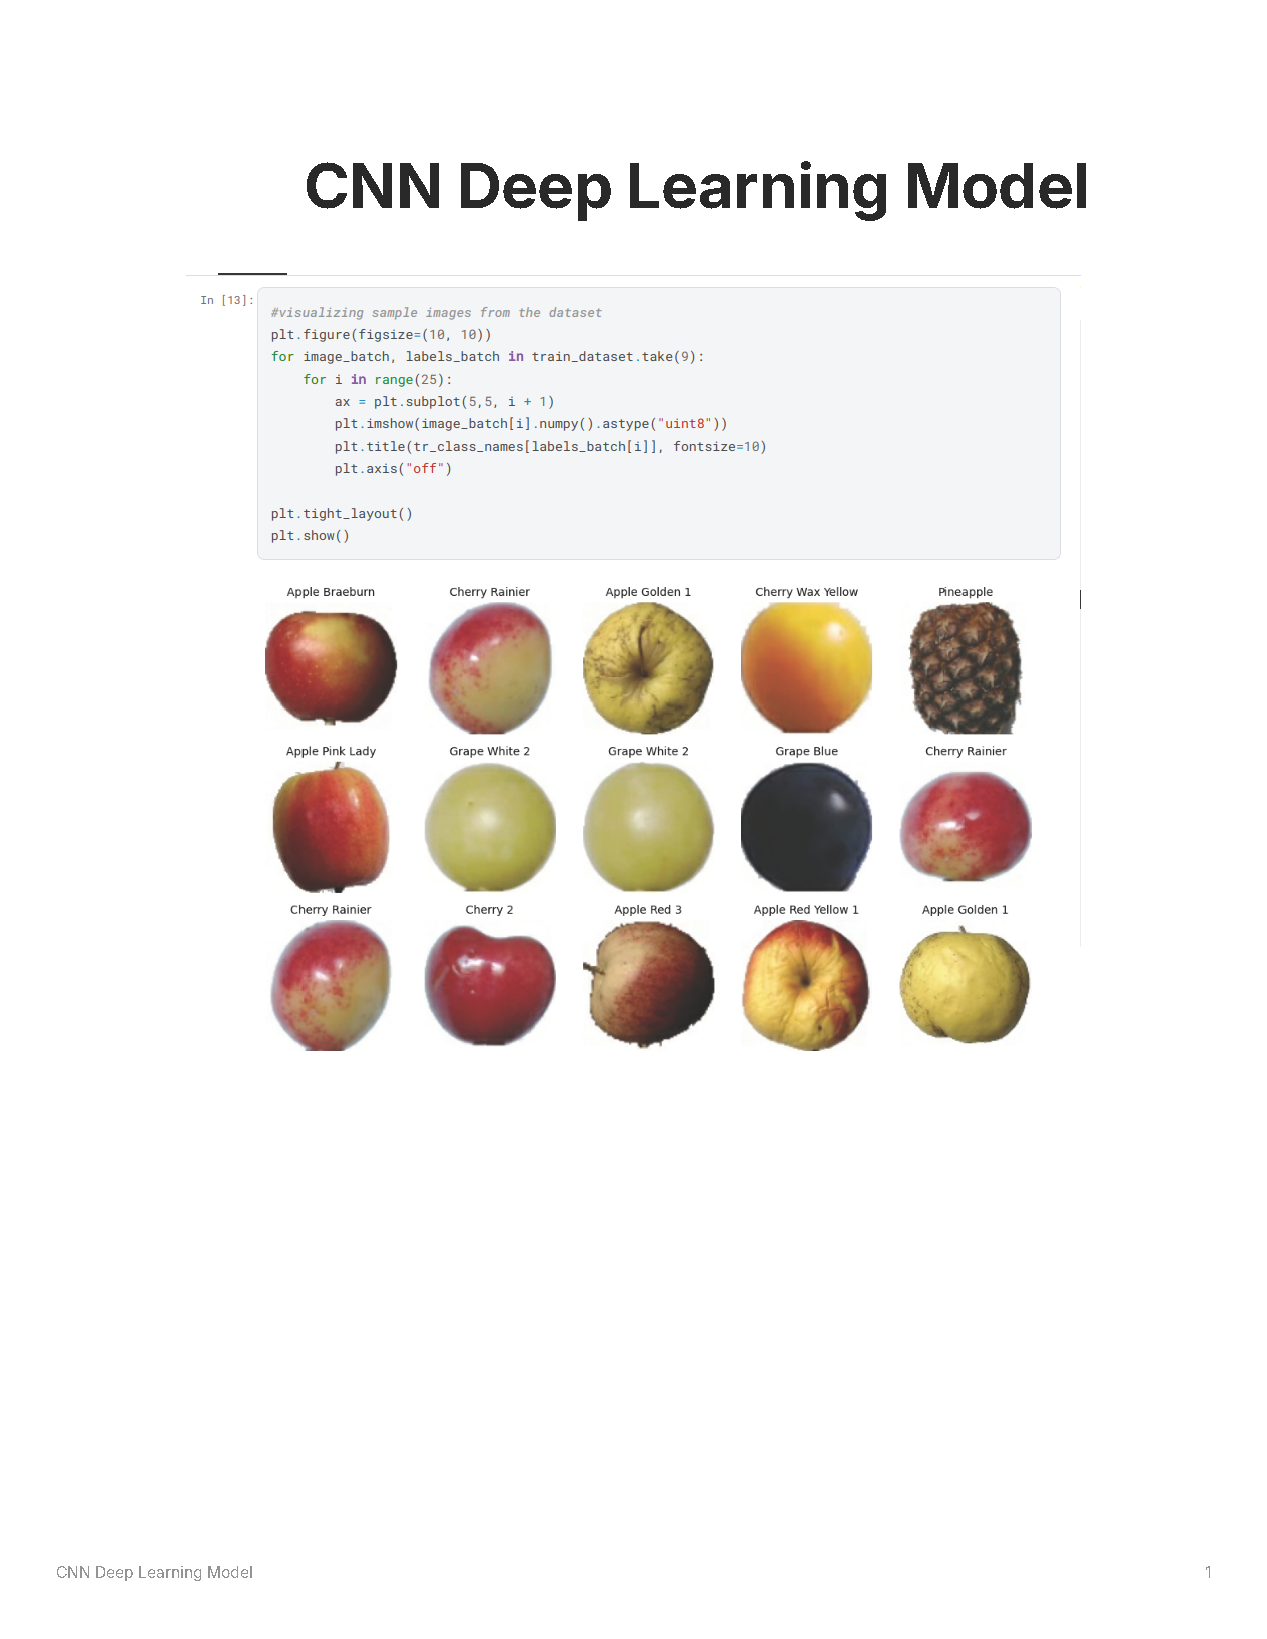 CNN Deep Learning Model
In [13]:
#visualizing sample images from the dataset
plt.figure(figsize=(10, 10))
for image_batch, labels_batch in train_dataset.take(9):
    for i in range(25):
        ax = plt.subplot(5,5, i + 1)
        plt.imshow(image_batch[i].numpy().astype("uint8"))
        plt.title(tr_class_names[labels_batch[i]], fontsize=10)
        plt.axis("off")
plt.tight_layout()
plt.show()
Apple Braeburn Cherry Rainier Apple Golden 1 Cherry Wax Yellow Pineapple
Apple Pink Lady Grape White 2 Grape White 2 Grape Blue Cherry Rainier
Cherry Rainier Cherry 2 Apple Red 3 Apple Red Yellow 1 Apple Golden 1
CNN Deep Learning Model 1